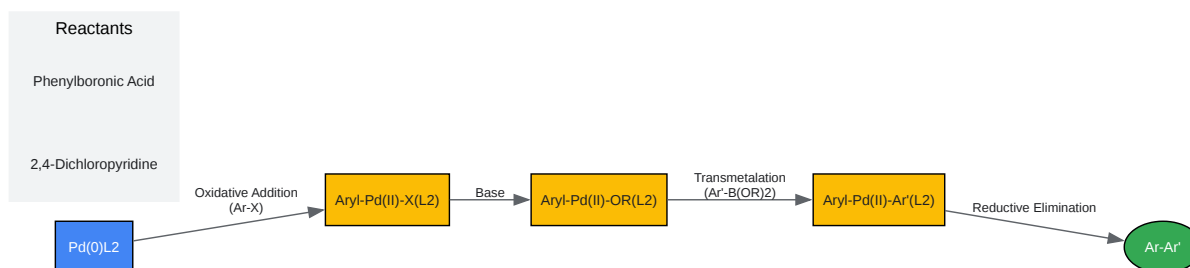 Reactants
Phenylboronic Acid
2,4-Dichloropyridine
Pd(0)L2
Oxidative Addition
(Ar-X)
Aryl-Pd(II)-X(L2)
Base
Aryl-Pd(II)-OR(L2)
Transmetalation
(Ar'-B(OR)2)
Aryl-Pd(II)-Ar'(L2)
Reductive Elimination
Ar-Ar'